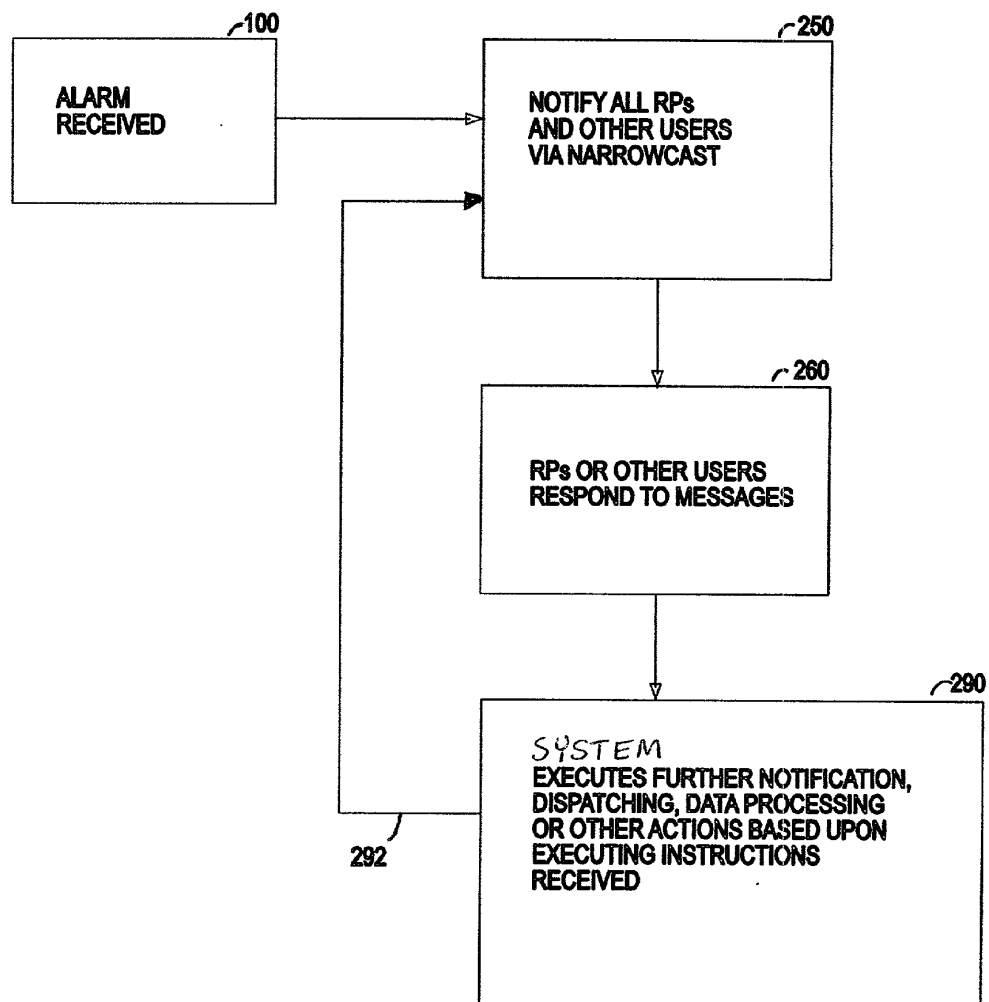 100
ALARM
RECEIVED
250
NOTIFY ALL RPs
AND OTHER USERS
VIA NARROWCAST
260
RPs OR OTHER USERS
RESPOND TO MESSAGES
290
SYSTEM
EXECUTES FURTHER NOTIFICATION,
DISPATCHING, DATA PROCESSING
OR OTHER ACTIONS BASED UPON
EXECUTING INSTRUCTIONS
RECEIVED
292